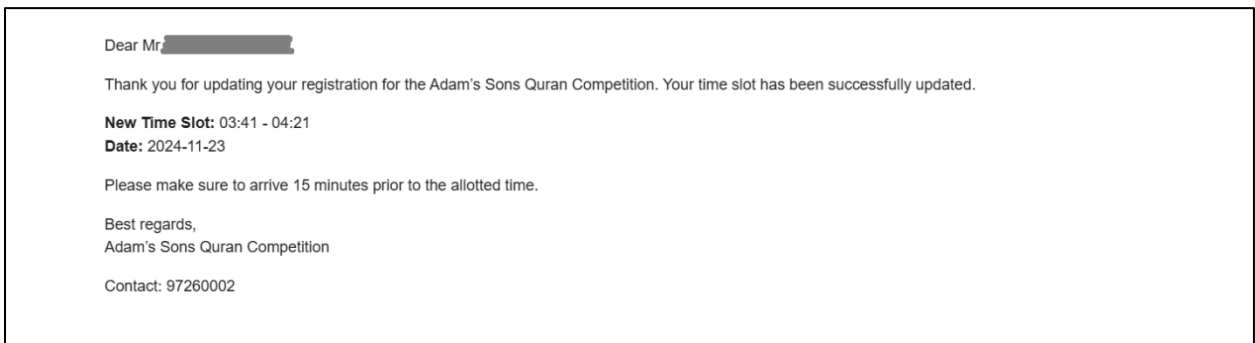 Dear Mr.
Thank you for updating your registration for the Adam’s Sons Quran Competition. Your time slot has been successfully updated.
New Time Slot: 03:41 - 04:21
Date: 2024-11-23
Please make sure to arrive 15 minutes prior to the allotted time.
Best regards,
Adam’s Sons Quran Competition
Contact: 97260002